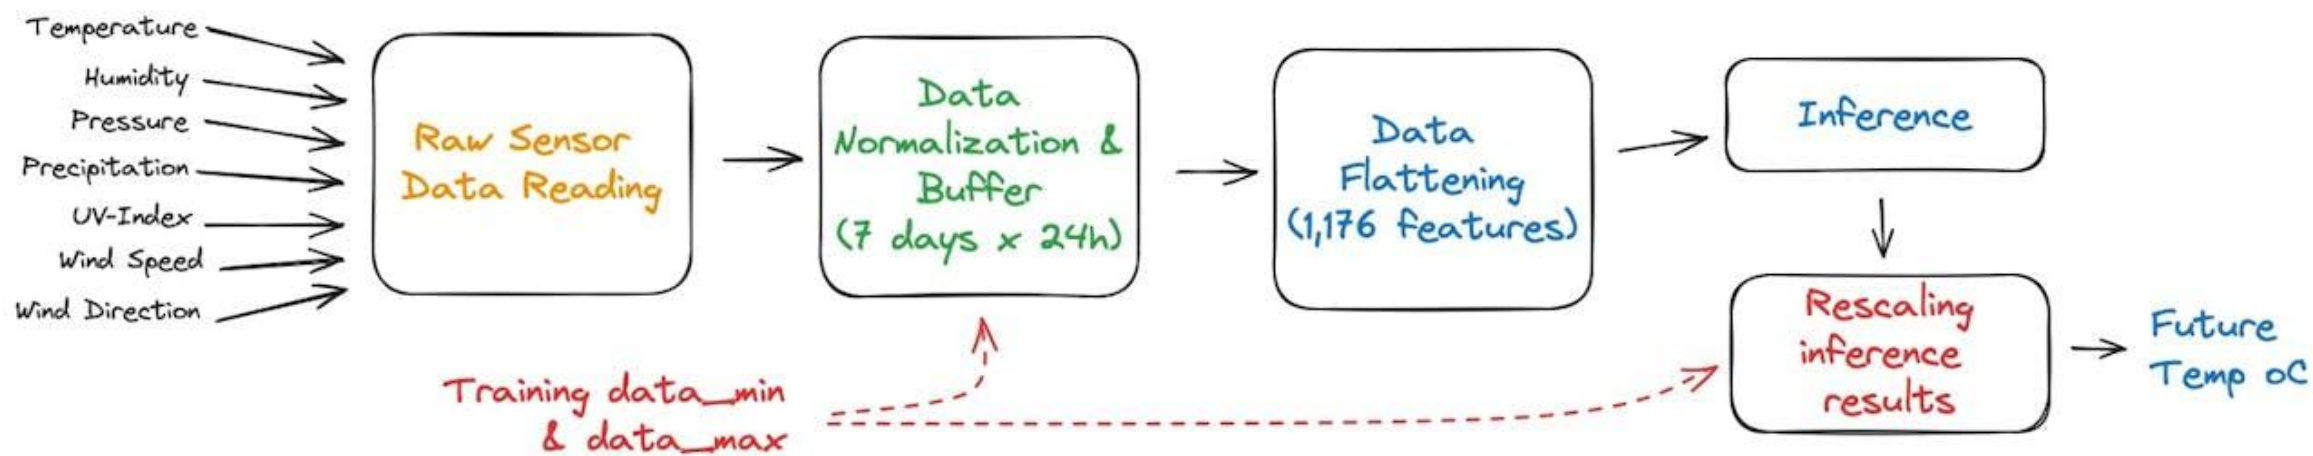 Temperature
Humidity
Pressure
Precipitation
UV-Index
Wind Speed
Wind Direction
Raw Sensor
Data Reading
Data
Normalization &
Buffer
(7 days x 24h)
Data
Flattening
(1,176 features)
Inference
Rescaling
inference
results
Future
Temp oC
Training data_min
& data_max